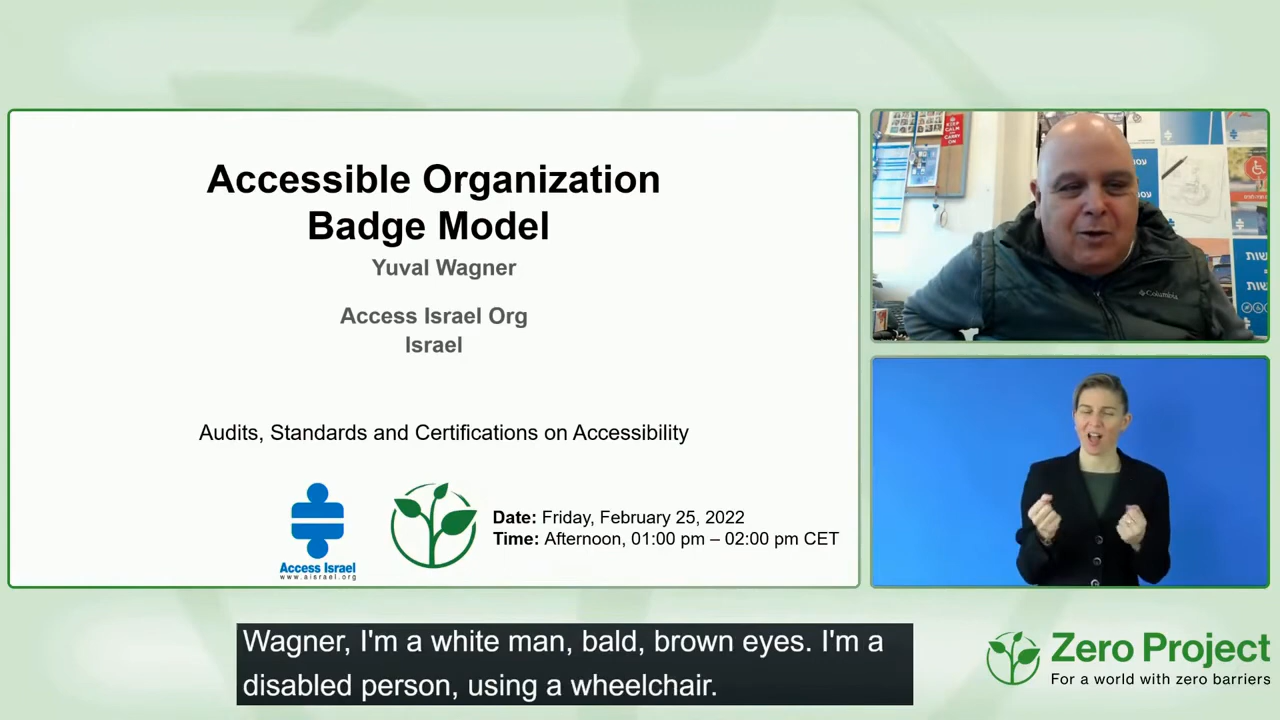 Accessible Organization
Badge Model
Yuval Wagner
Access Israel Org
Israel
Audits, Standards and Certifications on Accessibility
Access Israel
www.aisrael.org
Date: Friday, February 25, 2022
Time: Afternoon, 01:00 pm – 02:00 pm CET
KEEP
CALM
AND
CARRY
ON
Columbia
Wagner, I'm a white man, bald, brown eyes. I'm a
disabled person, using a wheelchair.
Zero Project
For a world with zero barriers